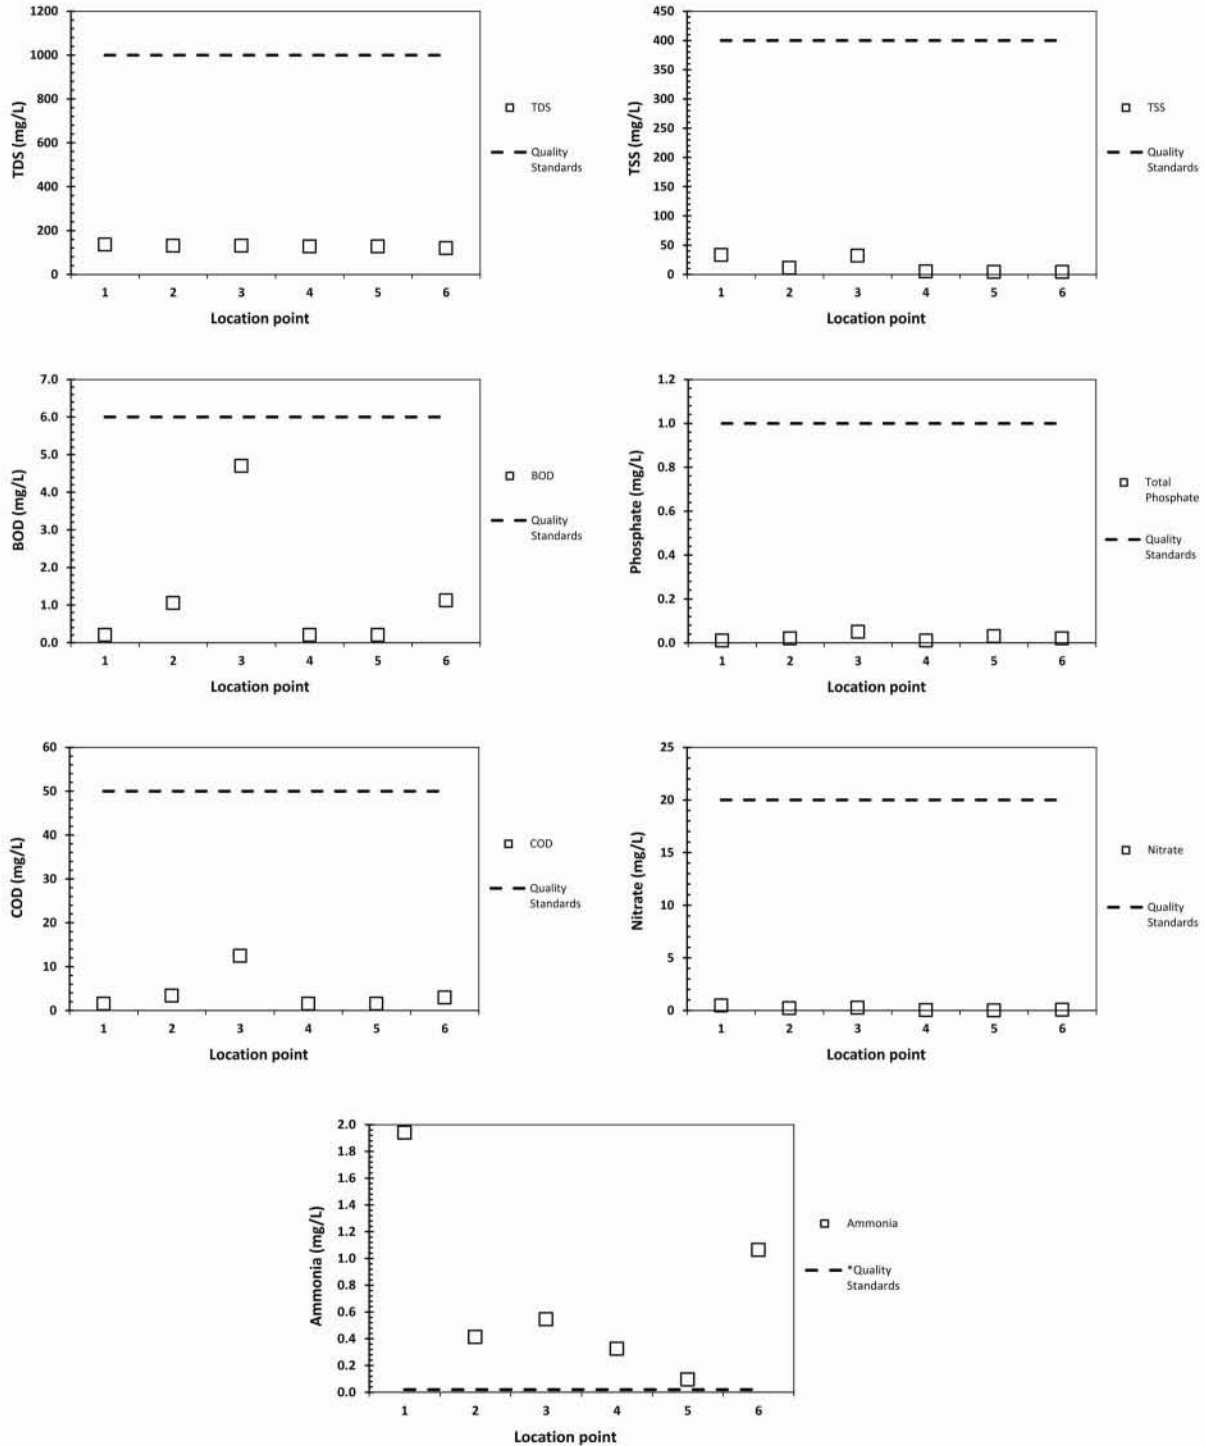 1200
1000
800
600
400
200
0
TDS (mg/L)
1 2 3 4 5 6
Location point
TDS
Quality
Standards
450
400
350
300
250
200
150
100
50
0
TSS (mg/L)
1 2 3 4 5 6
Location point
TSS
Quality
Standards
7.0
6.0
5.0
4.0
3.0
2.0
1.0
0.0
BOD (mg/L)
1 2 3 4 5 6
Location point
BOD
Quality
Standards
1.2
1.0
0.8
0.6
0.4
0.2
0.0
Phosphate (mg/L)
1 2 3 4 5 6
Location point
Total
Phosphate
Quality
Standards
60
50
40
30
20
10
0
COD (mg/L)
1 2 3 4 5 6
Location point
COD
Quality
Standards
25
20
15
10
5
0
Nitrate (mg/L)
1 2 3 4 5 6
Location point
Nitrate
Quality
Standards
2.0
1.8
1.6
1.4
1.2
1.0
0.8
0.6
0.4
0.2
0.0
Ammonia (mg/L)
1 2 3 4 5 6
Location point
Ammonia
*Quality
Standards